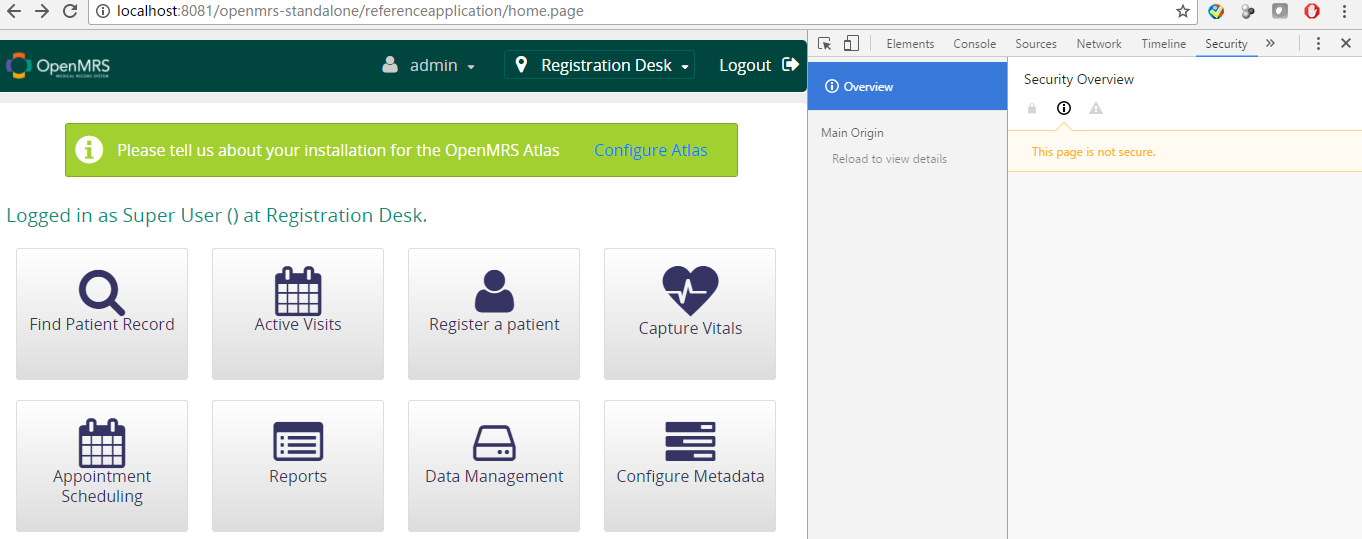 localhost:8081/openmrs-standalone/referenceapplication/home.page
OpenMRS
MEDICAL RECORD SYSTEM
admin
Registration Desk
Logout
Please tell us about your installation for the OpenMRS Atlas
Configure Atlas
Logged in as Super User () at Registration Desk.
Find Patient Record
Active Visits
Register a patient
Capture Vitals
Appointment
Scheduling
Reports
Data Management
Configure Metadata
Elements
Console
Sources
Network
Timeline
Security
Overview
Main Origin
Reload to view details
Security Overview
This page is not secure.